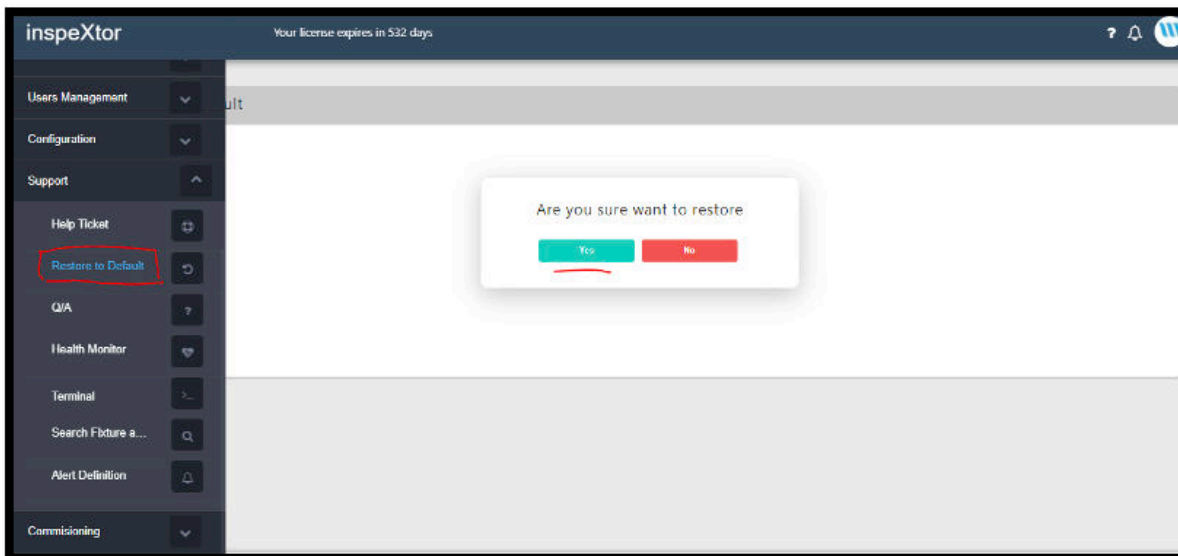 inspeXtor
Your license expires in 532 days
?
Users Management
ult
Configuration
Support
Help Ticket
Restore to Default
Q/A
?
Health Monitor
Terminal
>_
Search Fixture a...
Alert Definition
Commisioning
Are you sure want to restore
Yes
No